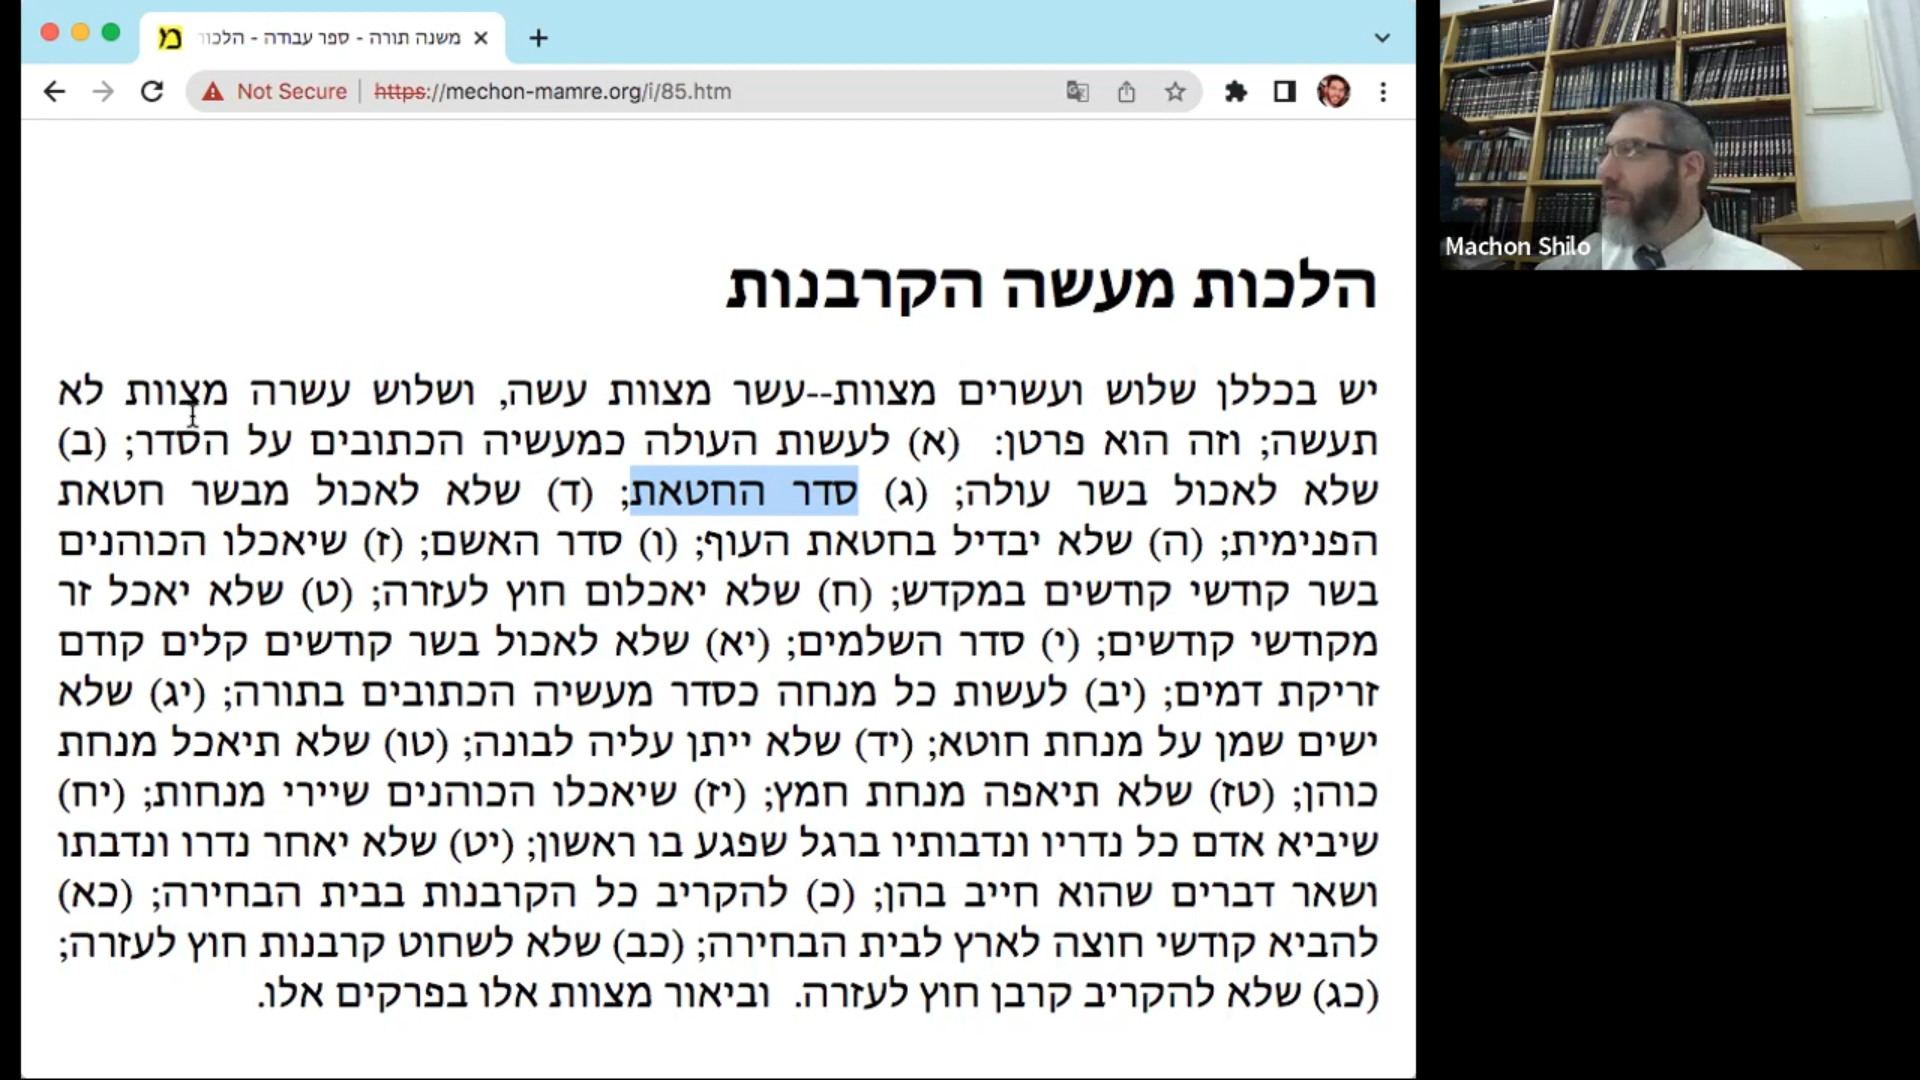 משנה תורה - ספר עבודה - הלכור
Not Secure
https://mechon-mamre.org/i/85.htm
Machon Shilo
הלכות מעשה הקרבנות
יש בכללן שלוש ועשרים מצוות--עשר מצוות עשה, ושלוש עשרה מצוות לא
תעשה; וזה הוא פרטן:  (א) לעשות העולה כמעשיה הכתובים על הסדר; (ב)
שלא לאכול בשר עולה; (ג) סדר החטאת; (ד) שלא לאכול מבשר חטאת
הפנימית; (ה) שלא יבדיל בחטאת העוף; (ו) סדר האשם; (ז) שיאכלו הכוהנים
בשר קודשי קודשים במקדש; (ח) שלא יאכלום חוץ לעזרה; (ט) שלא יאכל זר
מקודשי קודשים; (י) סדר השלמים; (יא) שלא לאכול בשר קודשים קלים קודם
זריקת דמים; (יב) לעשות כל מנחה כסדר מעשיה הכתובים בתורה; (יג) שלא
ישים שמן על מנחת חוטא; (יד) שלא ייתן עליה לבונה; (טו) שלא תיאכל מנחת
כוהן; (טז) שלא תיאפה מנחת חמץ; (יז) שיאכלו הכוהנים שיירי מנחות; (יח)
שיביא אדם כל נדריו ונדבותיו ברגל שפגע בו ראשון; (יט) שלא יאחר נדרו ונדבתו
ושאר דברים שהוא חייב בהן; (כ) להקריב כל הקרבנות בבית הבחירה; (כא)
להביא קודשי חוצה לארץ לבית הבחירה; (כב) שלא לשחוט קרבנות חוץ לעזרה;
(כג) שלא להקריב קרבן חוץ לעזרה.  וביאור מצוות אלו בפרקים אלו.